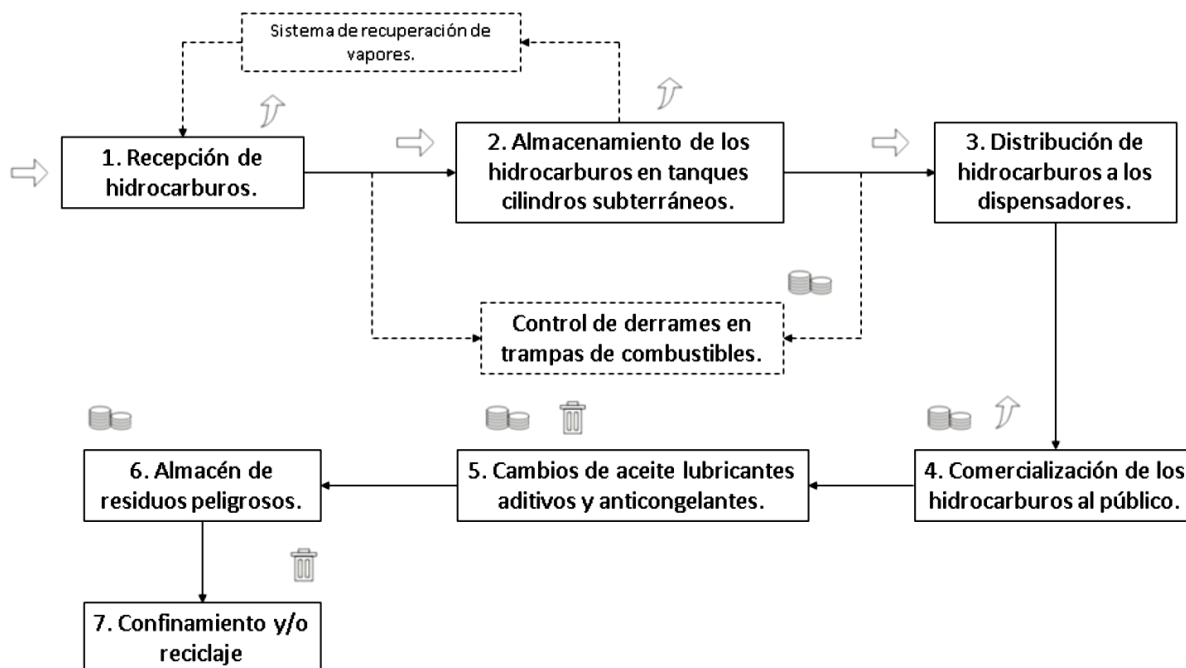 Sistema de recuperación de
vapores.
1. Recepción de
hidrocarburos.
2. Almacenamiento de los
hidrocarburos en tanques
cilindros subterráneos.
3. Distribución de
hidrocarburos a los
dispensadores.
Control de derrames en
trampas de combustibles.
4. Comercialización de los
hidrocarburos al público.
5. Cambios de aceite lubricantes
aditivos y anticongelantes.
6. Almacén de
residuos peligrosos.
7. Confinamiento y/o
reciclaje